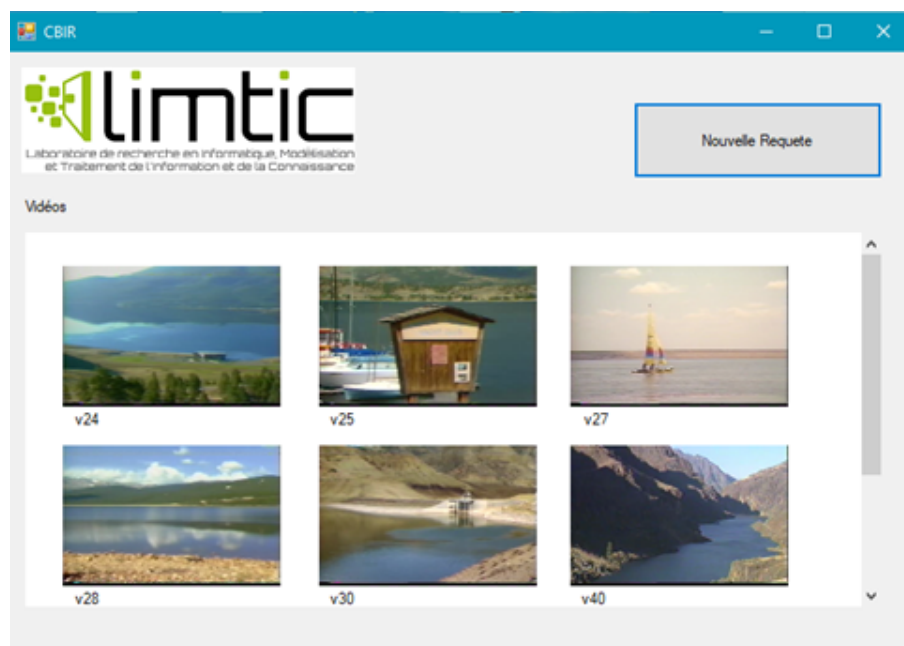 CBIR
limtic
Laboratoire de recherche en Informatique, Modélisation
et Traitement de l'Information et de la Connaissance
Nouvelle Requete
Vidéos
v24
v25
v27
v28
v30
v40